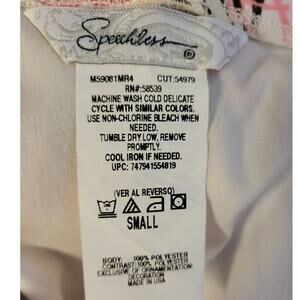 Speechless
M59081MR4 CUT:54979
RN#:58539
MACHINE WASH COLD DELICATE
CYCLE WITH SIMILAR COLORS.
USE NON-CHLORINE BLEACH WHEN
NEEDED.
TUMBLE DRY LOW, REMOVE
PROMPTLY.
COOL IRON IF NEEDED.
UPC: 747941554819
(VER AL REVERSO)
SMALL
BODY: 100% POLYESTER
CONTRAST: 100% POLYESTER
EXCLUSIVE OF ORNAMENTATION:
DECORATION
MADE IN USA